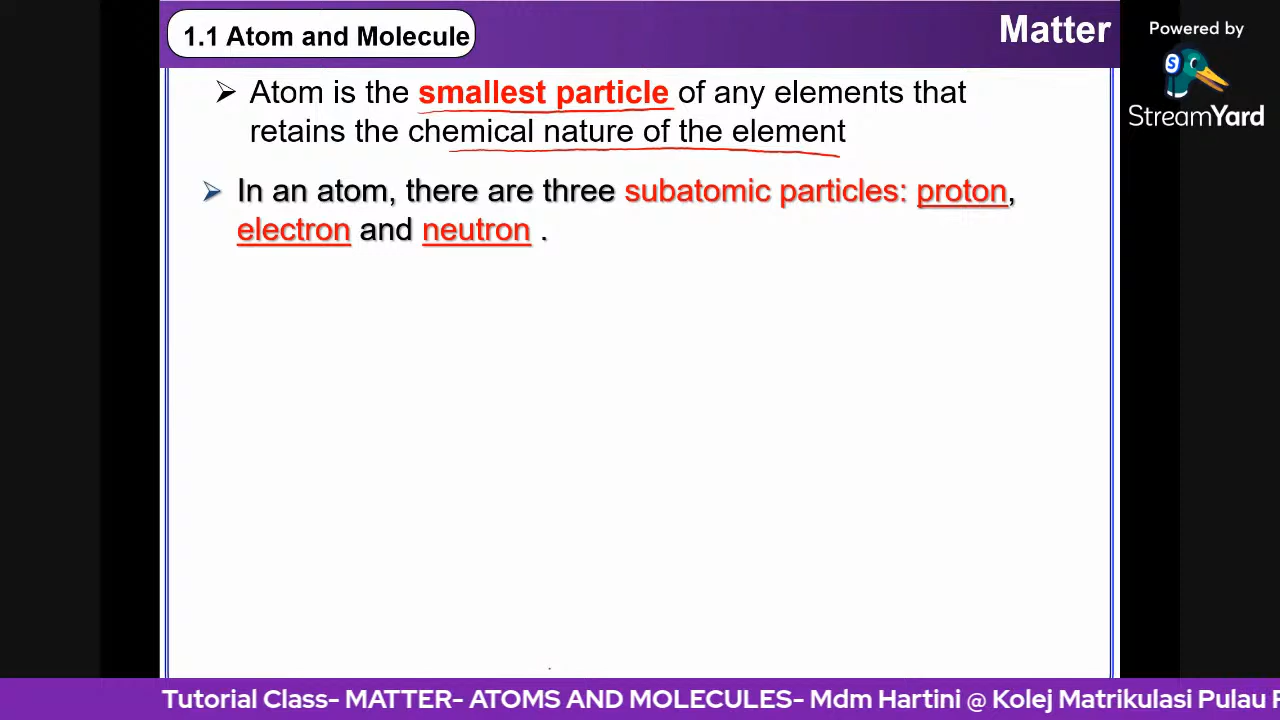 1.1 Atom and Molecule
Matter
Powered by
StreamYard
Atom is the smallest particle of any elements that
retains the chemical nature of the element
In an atom, there are three subatomic particles: proton,
electron and neutron .
Tutorial Class- MATTER- ATOMS AND MOLECULES- Mdm Hartini @ Kolej Matrikulasi Pulau